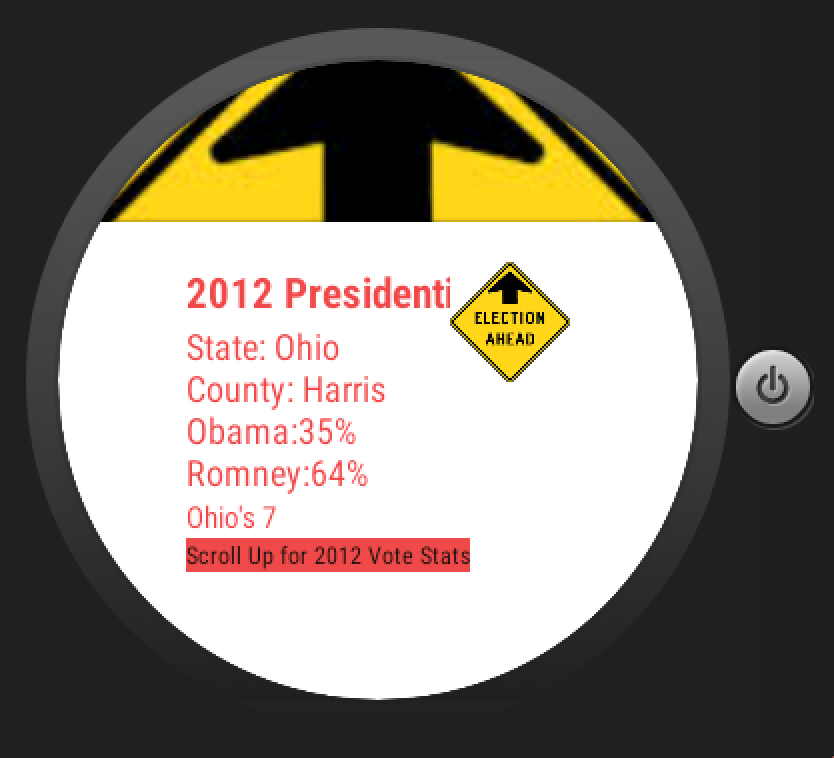 2012 Presidenti
ELECTION
AHEAD
State: Ohio
County: Harris
Obama:35%
Romney:64%
Ohio's 7
Scroll Up for 2012 Vote Stats